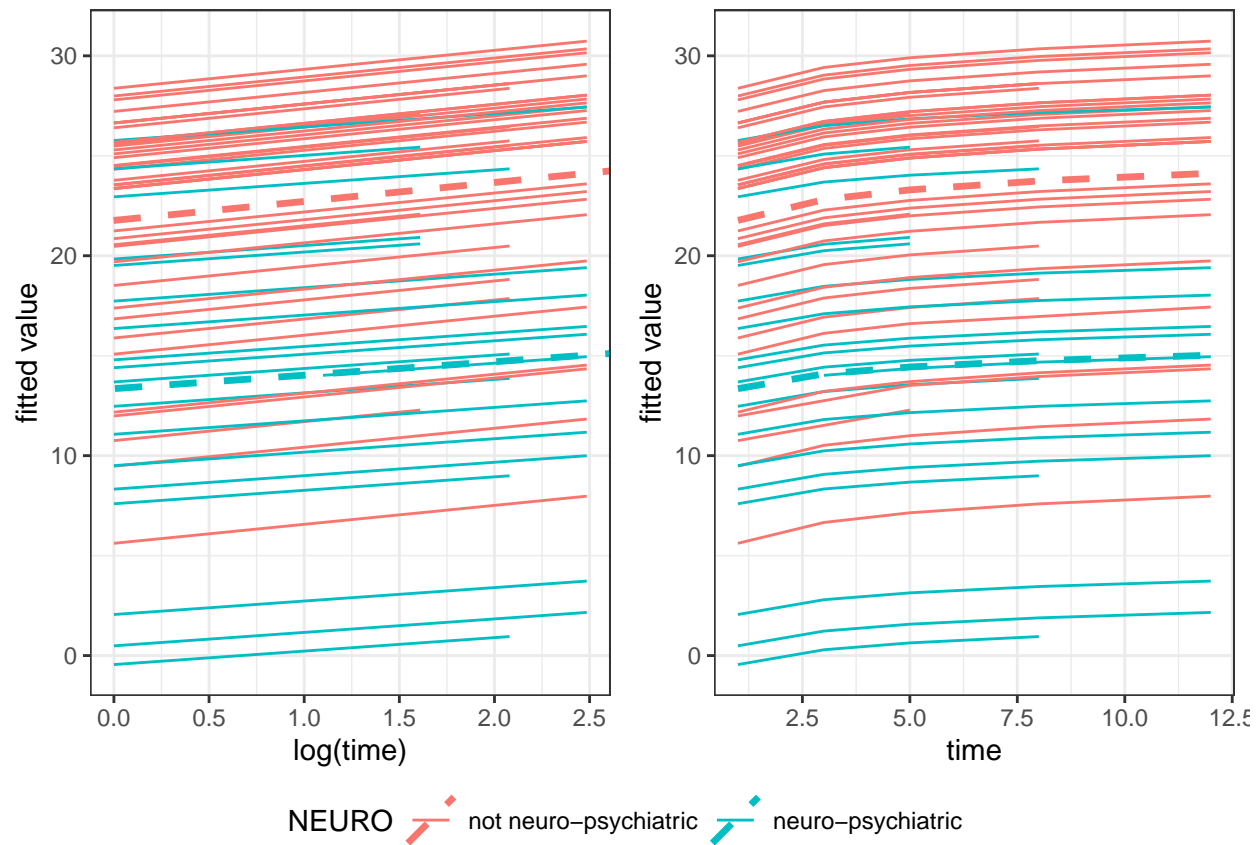 30
20
10
0
fitted value
0.0 0.5 1.0 1.5 2.0 2.5
log(time)
30
20
10
0
fitted value
2.5 5.0 7.5 10.0 12.5
time
NEURO not neuro−psychiatric neuro−psychiatric